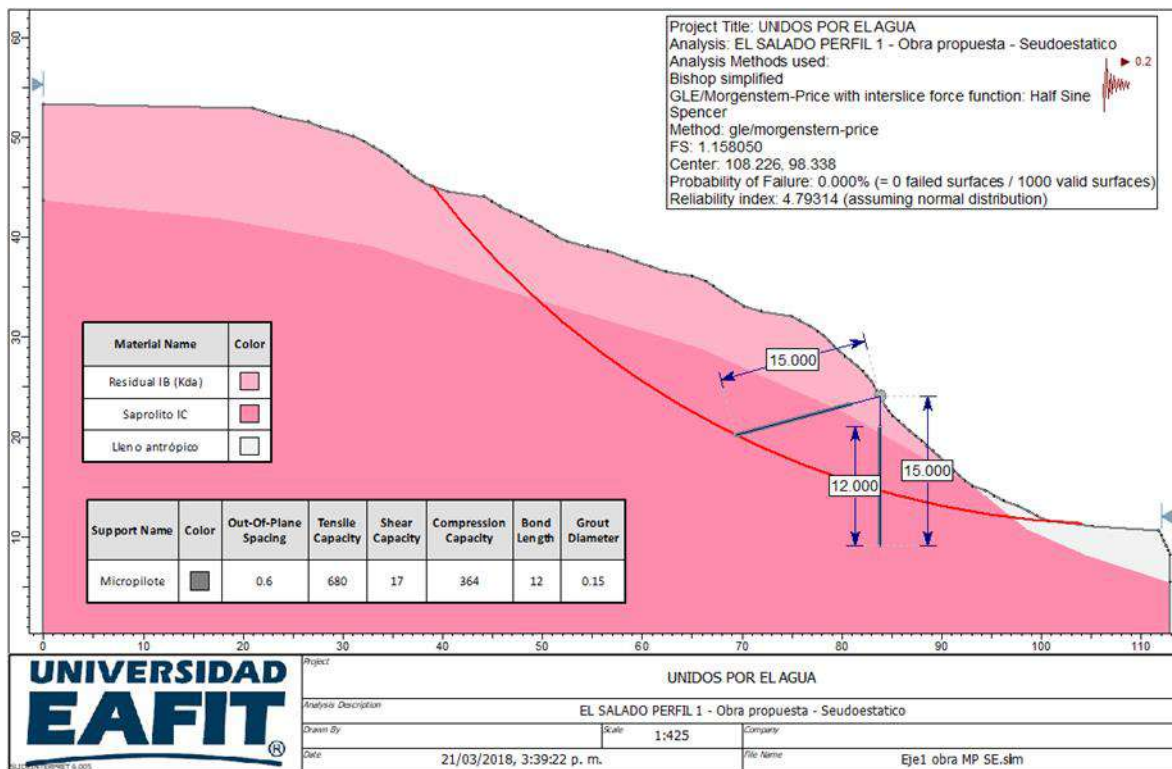 Project Title: UNIDOS POR EL AGUA
Analysis: EL SALADO PERFIL 1 - Obra propuesta - Seudoestatico
Analysis Methods used:
Bishop simplified
GLE/Morgenstern-Price with interslice force function: Half Sine
Spencer
Method: gle/morgenstern-price
FS: 1.158050
Center: 108.226, 98.338
Probability of Failure: 0.000% (= 0 failed surfaces / 1000 valid surfaces)
Reliability index: 4.79314 (assuming normal distribution)
0.2
60
50
40
30
20
10
15.000
12.000
15.000
Material Name Color
Residual IB (Kda)
Saprolito IC
Lleno antrópico
Support Name Color Out-Of-Plane Spacing Tensile Capacity Shear Capacity Compression Capacity Bond Length Grout Diameter
Micropilote 0.6 680 17 364 12 0.15
0 10 20 30 40 50 60 70 80 90 100 110
UNIVERSIDAD
EAFIT®
Project
UNIDOS POR EL AGUA
Analysis Description
EL SALADO PERFIL 1 - Obra propuesta - Seudoestatico
Drawn By
Scale 1:425
Company
Date 21/03/2018, 3:39:22 p. m.
File Name Eje1 obra MP SE.slm